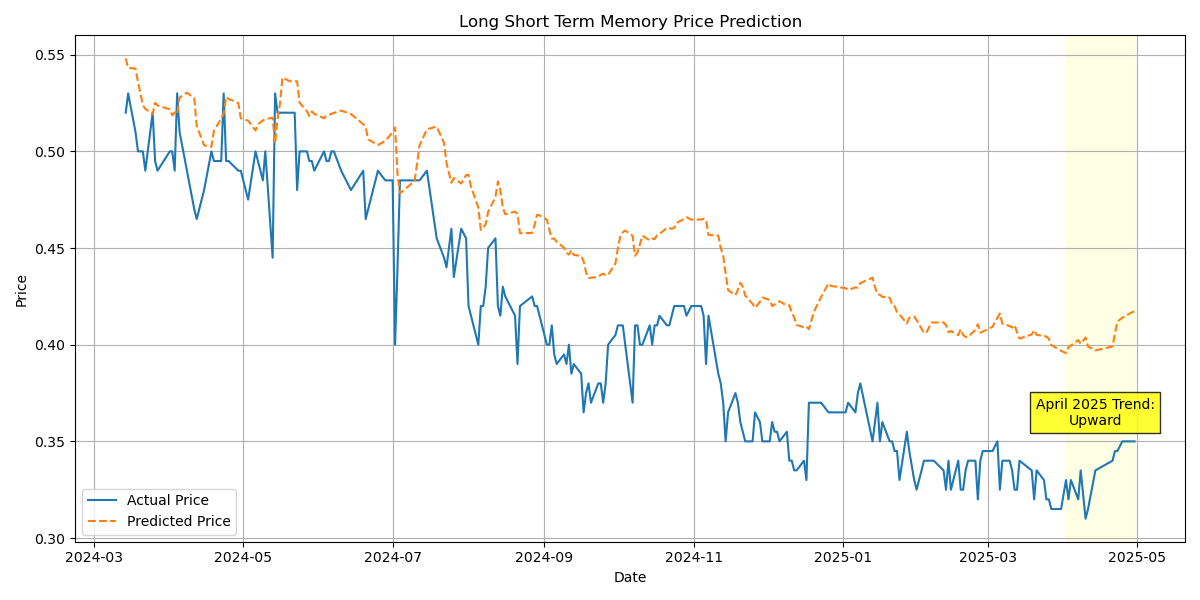 Long Short Term Memory Price Prediction
Price
0.55
0.50
0.45
0.40
0.35
0.30
April 2025 Trend:
Upward
Actual Price
Predicted Price
2024-03 2024-05 2024-07 2024-09 2024-11 2025-01 2025-03 2025-05
Date